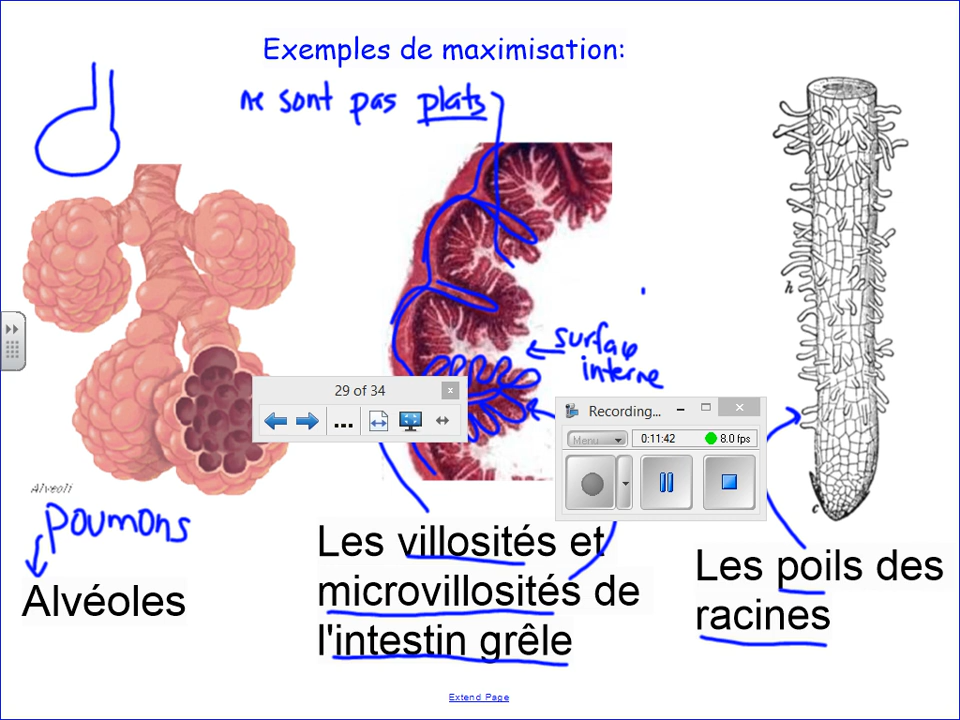 Exemples de maximisation:
ne sont pas plats
h
surface
interne
29 of 34
...
Recording...
Menu
0:11:42
8.0 fps
Alveoli
c
poumons
Alvéoles
Les villosités et
microvillosités de
l'intestin grêle
Les poils des
racines
Extend Page